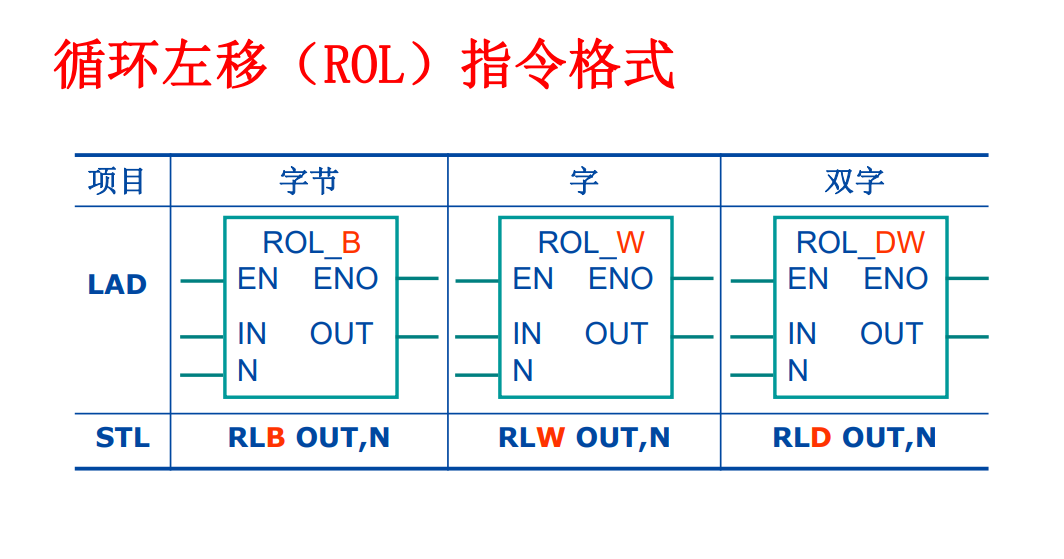 循环左移（ROL）指令格式
项目 字节 字 双字
LAD
ROL_B ROL_W ROL_DW
EN ENO EN ENO EN ENO
IN OUT IN OUT IN OUT
N N N
STL RLB OUT,N RLW OUT,N RLD OUT,N